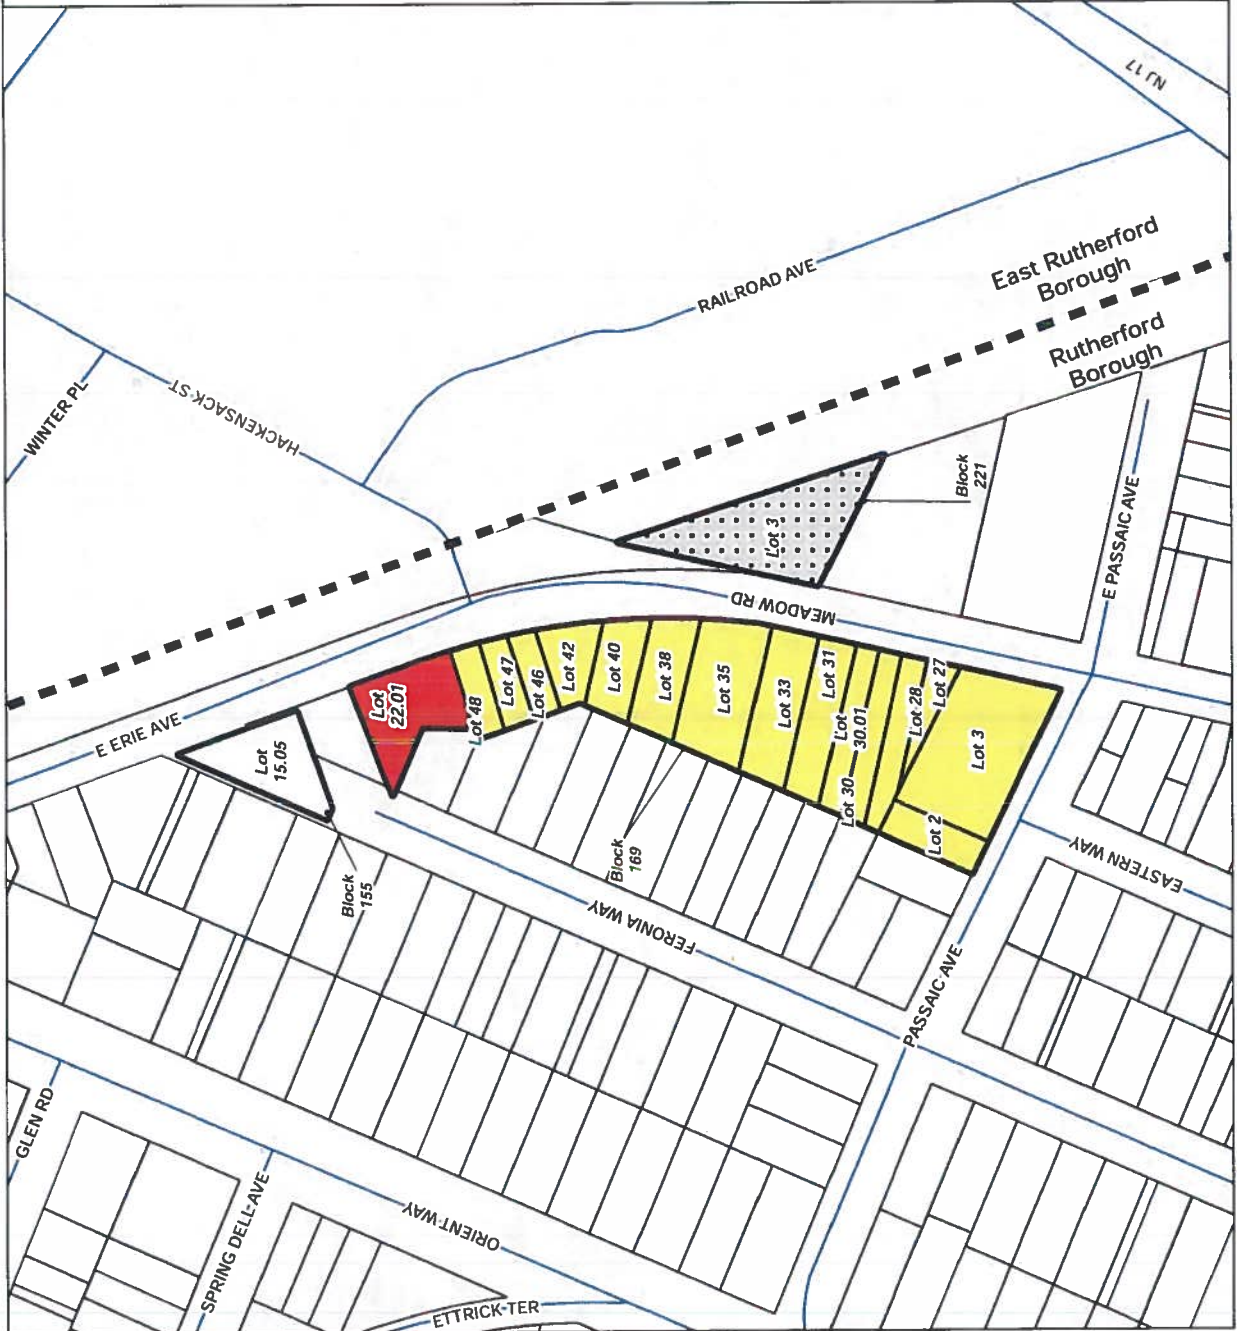 NJ 17
East Rutherford
Borough
RAILROAD AVE
Rutherford
Borough
WINTER PL
HACKENSACK ST
Block
221
E PASSAIC AVE
Lot 3
MEADOW RD
Lot 42
Lot 40
Lot 38
Lot 47
Lot 46
Lot 48
Lot
22.01
Lot 35
Lot 33
Lot 31
Lot
30.01
Lot 28
Lot 27
Lot 3
E ERIE AVE
Lot
15.05
Lot 30
Lot 2
Block
169
Block
155
EASTERN WAY
FERONIA WAY
PASSAIC AVE
GLEN RD
SPRING DELL AVE
ORIENT WAY
ETTRICK TER